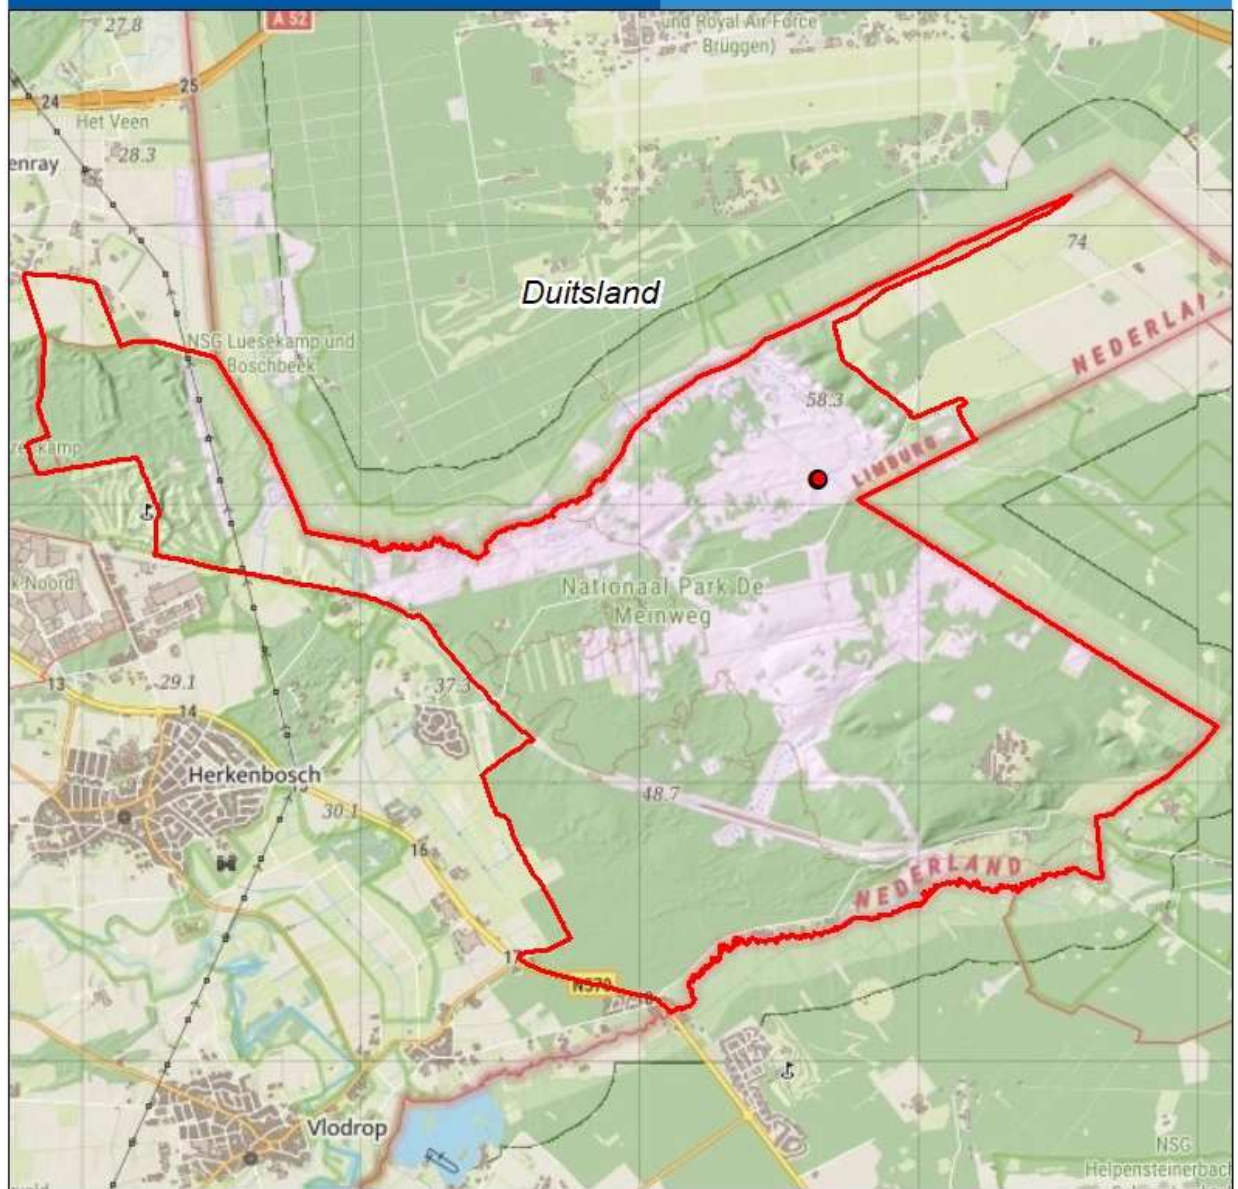 27.8
A 52
und Royal Air Force
Brüggen)
25
24
Het Veen
28.3
enray
74
Duitsland
NEDERLA
NSG Luesekamp und
Boschbeek
58.3
LIMBURG
kamp
k Noord
Nationaal Park De
Meinweg
13
29.1
14
37.3
Herkenbosch
15
48.7
30.1
16
NEDERLAND
17
N570
18
Vlodrop
NSG
Helpensteinerbach